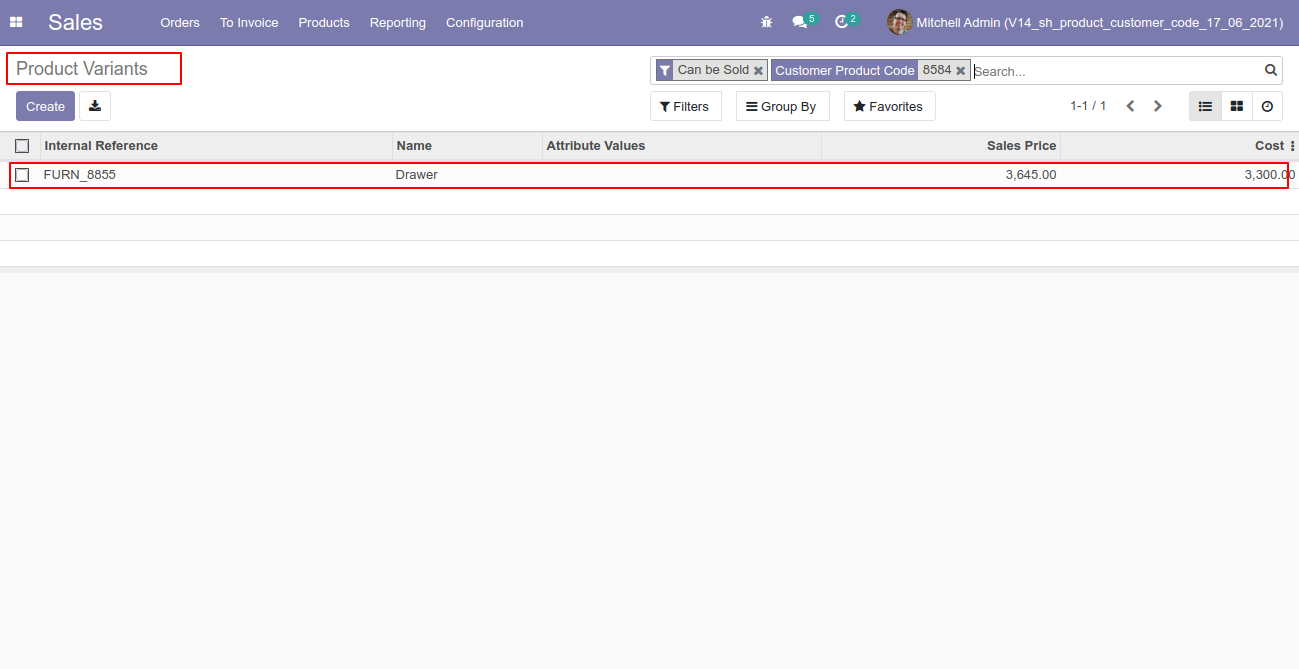 Sales Orders To Invoice Products Reporting Configuration 5 2 Mitchell Admin (V14_sh_product_customer_code_17_06_2021)
Product Variants
Can be Sold Customer Product Code 8584 Search...
Create Filters Group By Favorites 1-1 / 1
Internal Reference Name Attribute Values Sales Price Cost
FURN_8855 Drawer 3,645.00 3,300.00